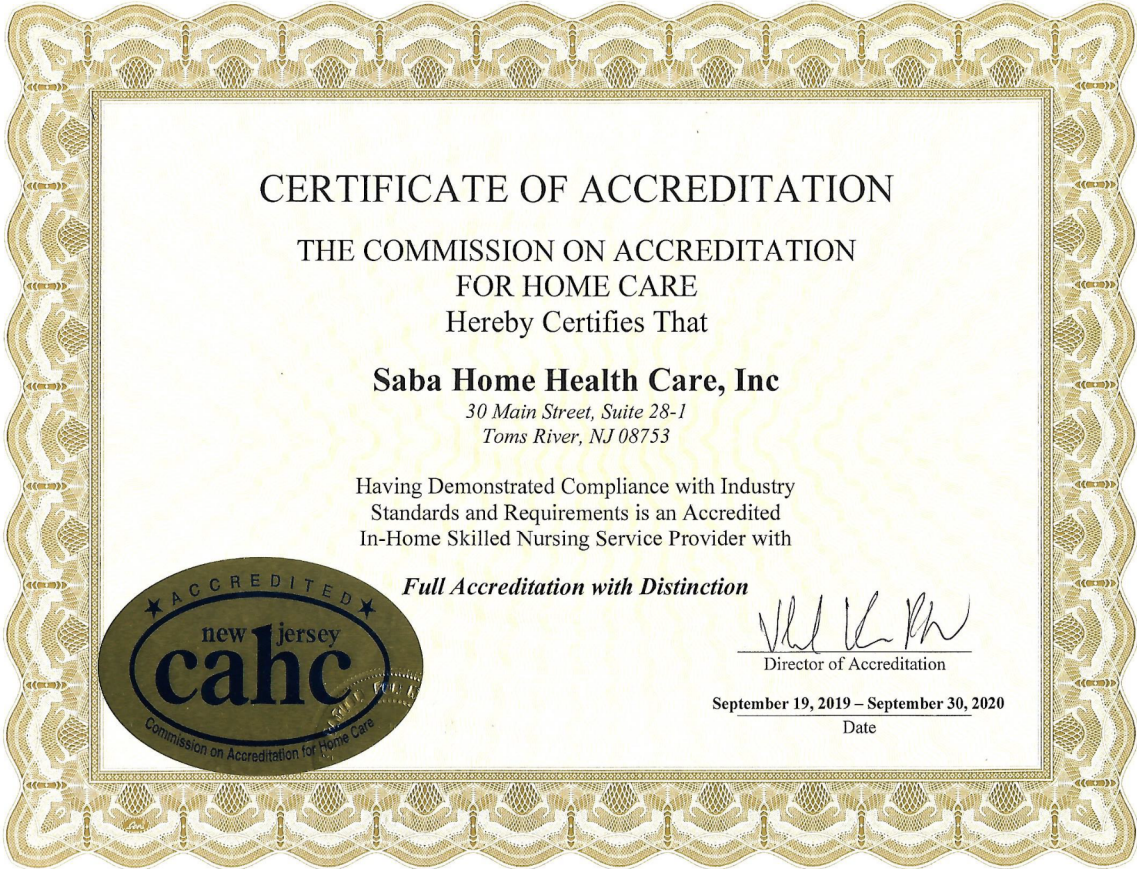 CERTIFICATE OF ACCREDITATION
THE COMMISSION ON ACCREDITATION
FOR HOME CARE
Hereby Certifies That
Saba Home Health Care, Inc
30 Main Street, Suite 28-1
Toms River, NJ 08753
Having Demonstrated Compliance with Industry
Standards and Requirements is an Accredited
In-Home Skilled Nursing Service Provider with
Full Accreditation with Distinction
ACCREDITED
new jersey
cahc
Commission on Accreditation for Home Care
Director of Accreditation
September 19, 2019 – September 30, 2020
Date